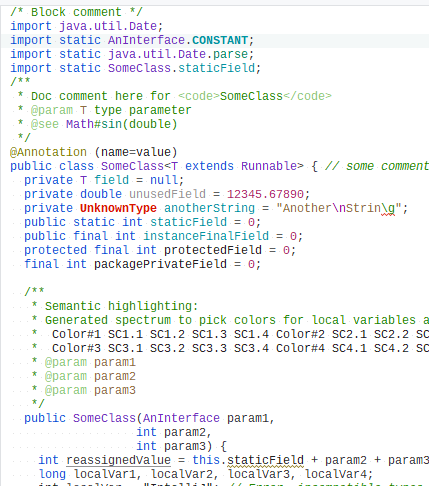 /* Block comment */
import java.util.Date;
import static AnInterface.CONSTANT;
import static java.util.Date.parse;
import static SomeClass.staticField;
/**
 * Doc comment here for <code>SomeClass</code>
 * @param T type parameter
 * @see Math#sin(double)
 */
@Annotation (name=value)
public class SomeClass<T extends Runnable> { // some comment
  private T field = null;
  private double unusedField = 12345.67890;
  private UnknownType anotherString = "Another\nStrin\g";
  public static int staticField = 0;
  public final int instanceFinalField = 0;
  protected final int protectedField = 0;
  final int packagePrivateField = 0;

  /**
   * Semantic highlighting:
   * Generated spectrum to pick colors for local variables a
   *  Color#1 SC1.1 SC1.2 SC1.3 SC1.4 Color#2 SC2.1 SC2.2 SC
   *  Color#3 SC3.1 SC3.2 SC3.3 SC3.4 Color#4 SC4.1 SC4.2 SC
   * @param param1
   * @param param2
   * @param param3
   */
  public SomeClass(AnInterface param1,
                  int param2,
                  int param3) {
    int reassignedValue = this.staticField + param2 + param3
    long localVar1, localVar2, localVar3, localVar4;